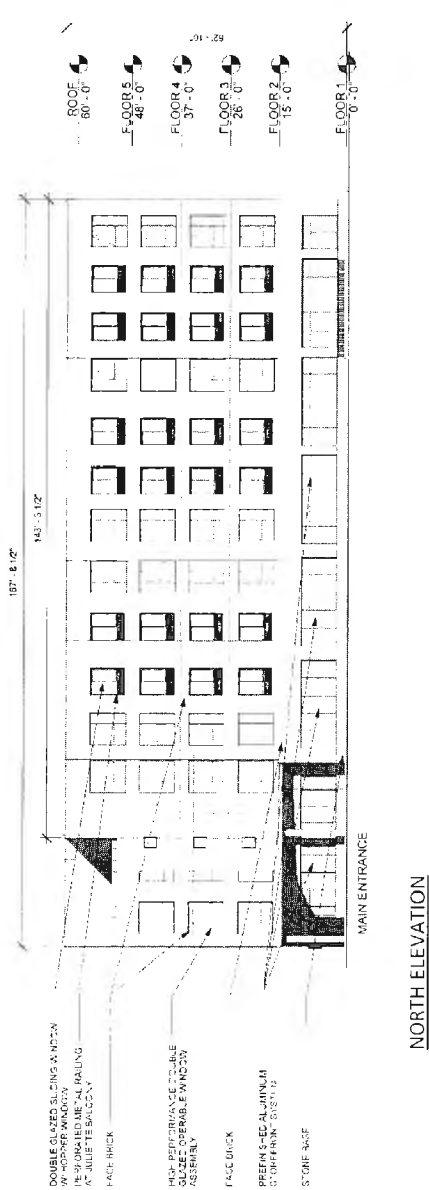 167' - 8 1/2"
143' - 5 1/2"
62' - 10"
ROOF
60' - 0"
FLOOR 5
48' - 0"
FLOOR 4
37' - 0"
FLOOR 3
26' - 0"
FLOOR 2
15' - 0"
FLOOR 1
0' - 0"
DOUBLE GLAZED SLIDING WINDOW
W/ HOPPER WINDOW
PERFORATED METAL RAILING
AT JULIETTE BALCONY
FACE BRICK
HIGH PERFORMANCE DOUBLE
GLAZED OPERABLE WINDOW
ASSEMBLY
FACE BRICK
PREFINISHED ALUMINUM
STOREFRONT SYSTEM
STONE BASE
MAIN ENTRANCE
NORTH ELEVATION